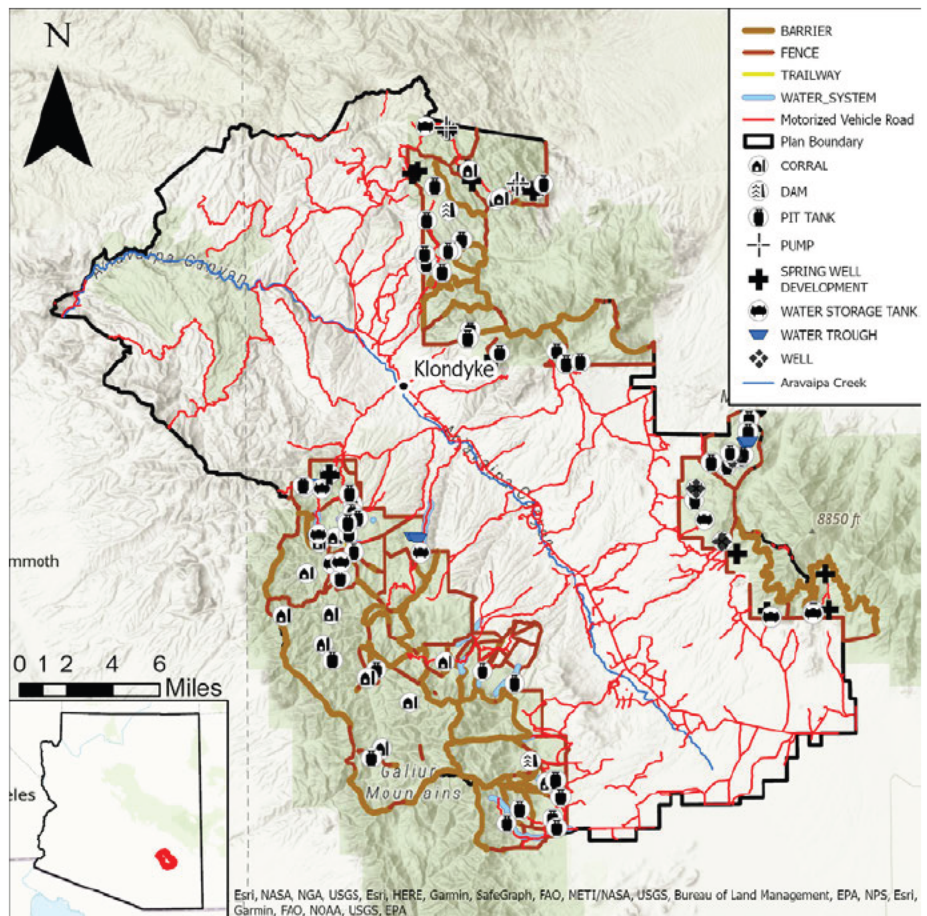 N
BARRIER
FENCE
TRAILWAY
WATER_SYSTEM
Motorized Vehicle Road
Plan Boundary
CORRAL
DAM
PIT TANK
PUMP
SPRING WELL
DEVELOPMENT
WATER STORAGE TANK
WATER TROUGH
WELL
Aravaipa Creek
Aravaipa Canyon
Klondyke
M
8850 ft
mmoth
0 1 2 4 6
Miles
Galiur
Mountains
eles
Esri, NASA, NGA, USGS, Esri, HERE, Garmin, SafeGraph, FAO, METI/NASA, USGS, Bureau of Land Management, EPA, NPS, Esri,
Garmin, FAO, NOAA, USGS, EPA